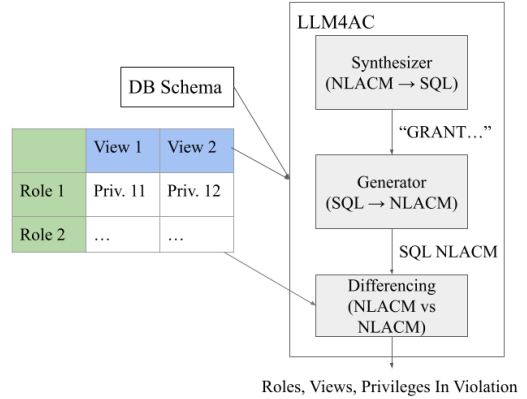 LLM4AC
Synthesizer
(NLACM → SQL)
DB Schema
“GRANT…”
View 1 View 2
Role 1 Priv. 11 Priv. 12
Role 2 … …
Generator
(SQL → NLACM)
SQL NLACM
Differencing
(NLACM vs
NLACM)
Roles, Views, Privileges In Violation